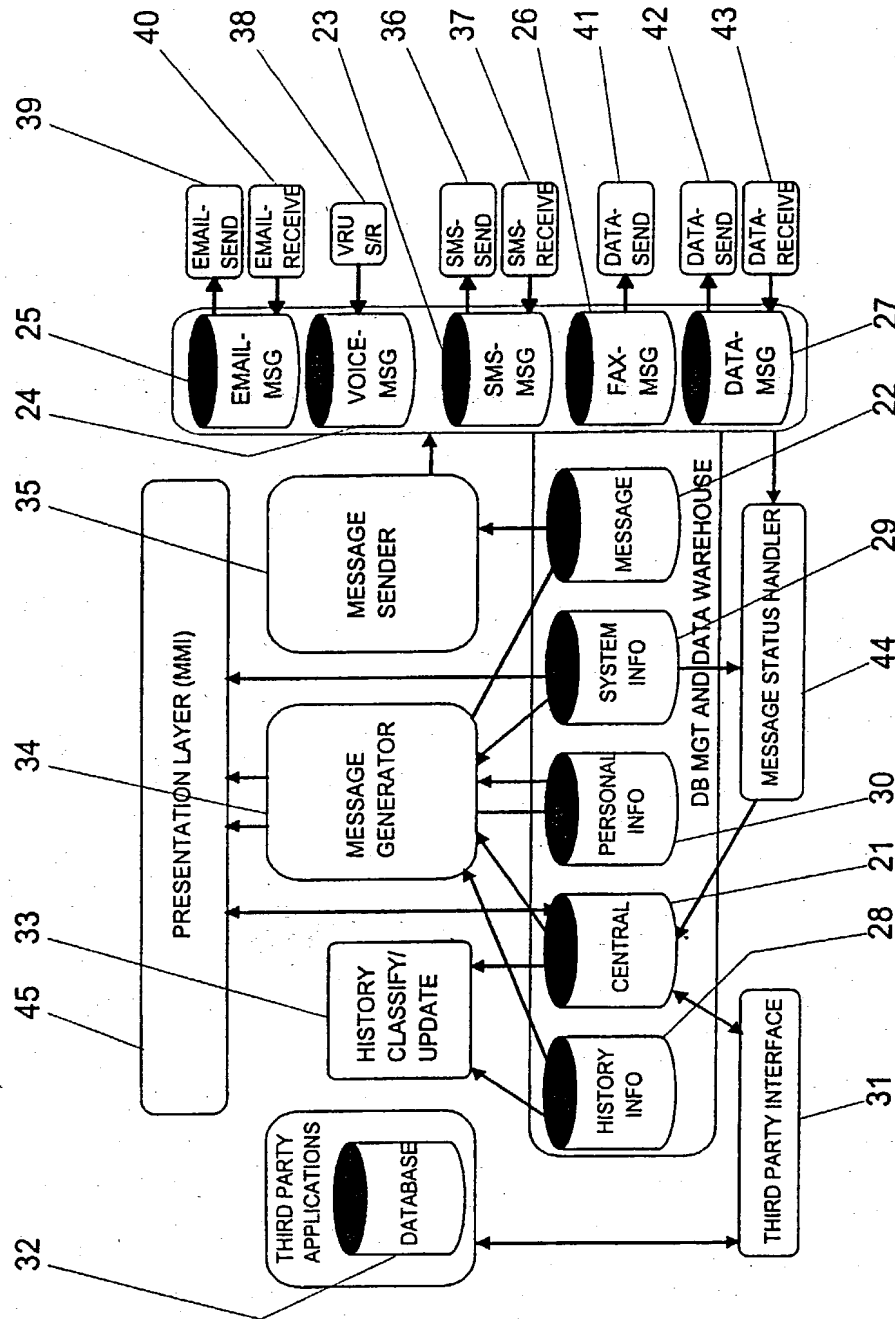 45
33
34
35
24
25
39
40
38
23
36
37
26
41
42
43
32
PRESENTATION LAYER (MMI)
THIRD PARTY
APPLICATIONS
DATABASE
HISTORY
CLASSIFY/
UPDATE
MESSAGE
GENERATOR
MESSAGE
SENDER
EMAIL-
MSG
VOICE-
MSG
SMS-
MSG
FAX-
MSG
DATA-
MSG
EMAIL-
SEND
EMAIL-
RECEIVE
VRU
S/R
SMS-
SEND
SMS-
RECEIVE
DATA-
SEND
DATA-
SEND
DATA-
RECEIVE
HISTORY
INFO
CENTRAL
PERSONAL
INFO
SYSTEM
INFO
MESSAGE
DB MGT AND DATA WAREHOUSE
THIRD PARTY INTERFACE
MESSAGE STATUS HANDLER
31
28
21
30
44
29
22
27